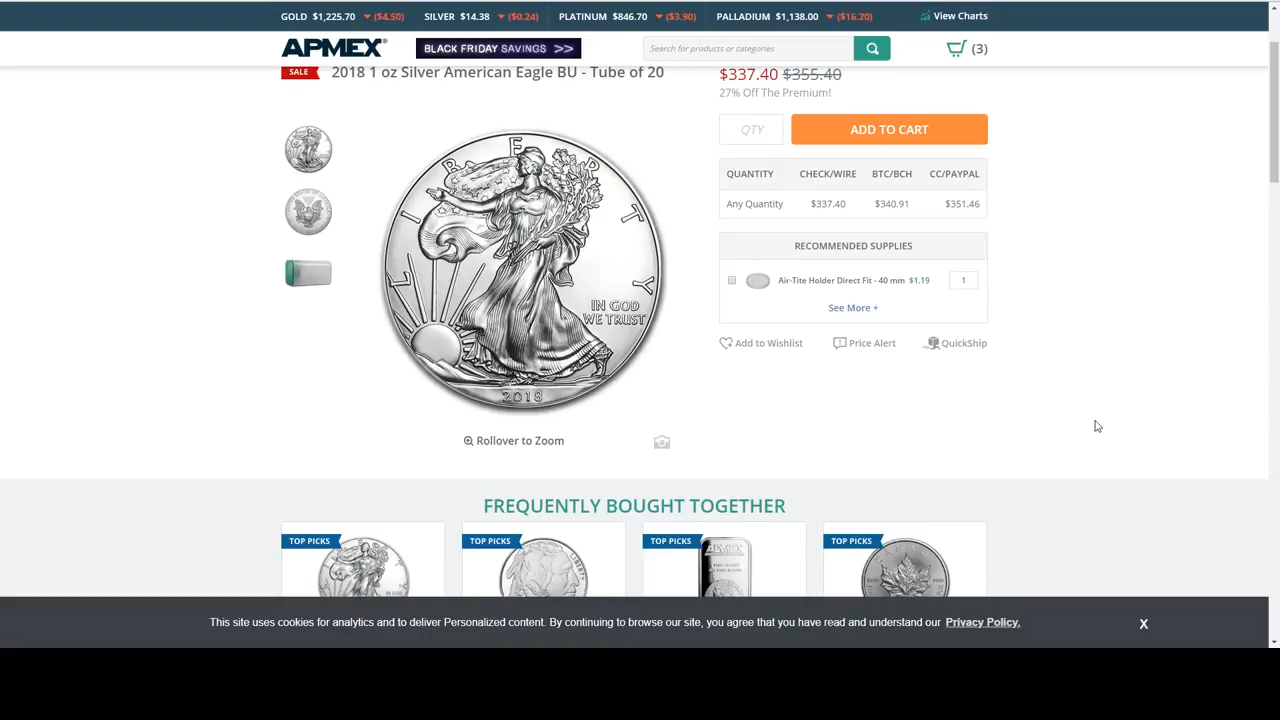 GOLD $1,225.70 ($4.50) SILVER $14.38 ($0.24) PLATINUM $846.70 ($3.90) PALLADIUM $1,138.00 ($16.20) View Charts
APMEX® BLACK FRIDAY SAVINGS >> Search for products or categories (3)
SALE 2018 1 oz Silver American Eagle BU - Tube of 20
$337.40 $355.40
27% Off The Premium!
QTY ADD TO CART
QUANTITY CHECK/WIRE BTC/BCH CC/PAYPAL
Any Quantity $337.40 $340.91 $351.46
RECOMMENDED SUPPLIES
Air-Tite Holder Direct Fit - 40 mm $1.19 1
See More +
Add to Wishlist Price Alert QuickShip
LIBERTY
IN GOD
WE TRUST
2018
Rollover to Zoom
FREQUENTLY BOUGHT TOGETHER
TOP PICKS TOP PICKS TOP PICKS TOP PICKS
APMEX
This site uses cookies for analytics and to deliver Personalized content. By continuing to browse our site, you agree that you have read and understand our Privacy Policy. X